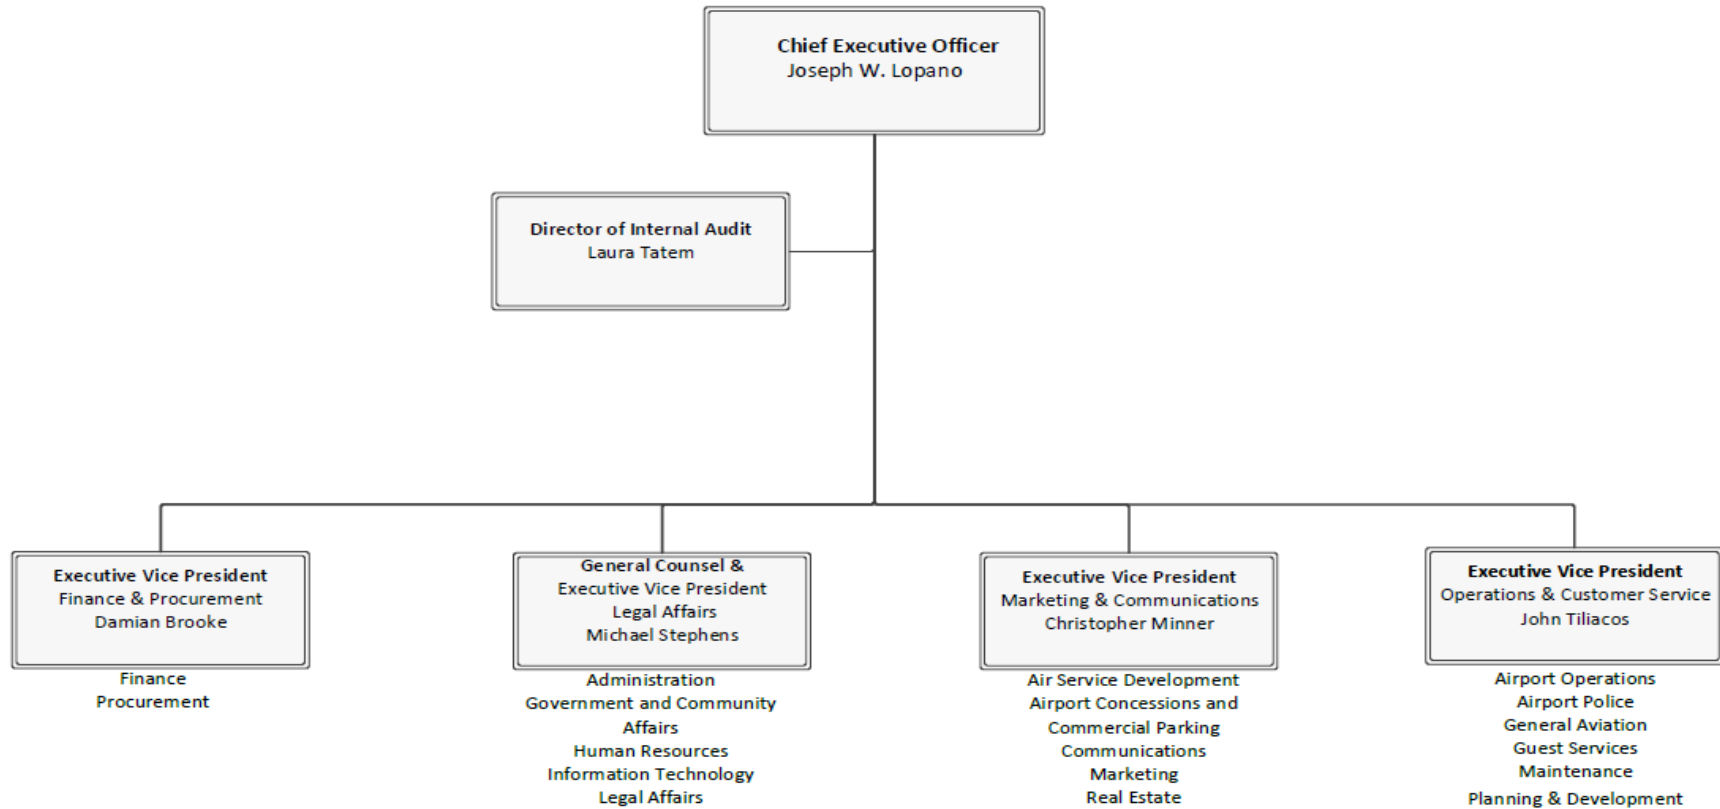 Chief Executive Officer
Joseph W. Lopano
Director of Internal Audit
Laura Tatem
Executive Vice President
Finance & Procurement
Damian Brooke
Finance
Procurement
General Counsel &
Executive Vice President
Legal Affairs
Michael Stephens
Administration
Government and Community
Affairs
Human Resources
Information Technology
Legal Affairs
Executive Vice President
Marketing & Communications
Christopher Minner
Air Service Development
Airport Concessions and
Commercial Parking
Communications
Marketing
Real Estate
Executive Vice President
Operations & Customer Service
John Tiliacos
Airport Operations
Airport Police
General Aviation
Guest Services
Maintenance
Planning & Development